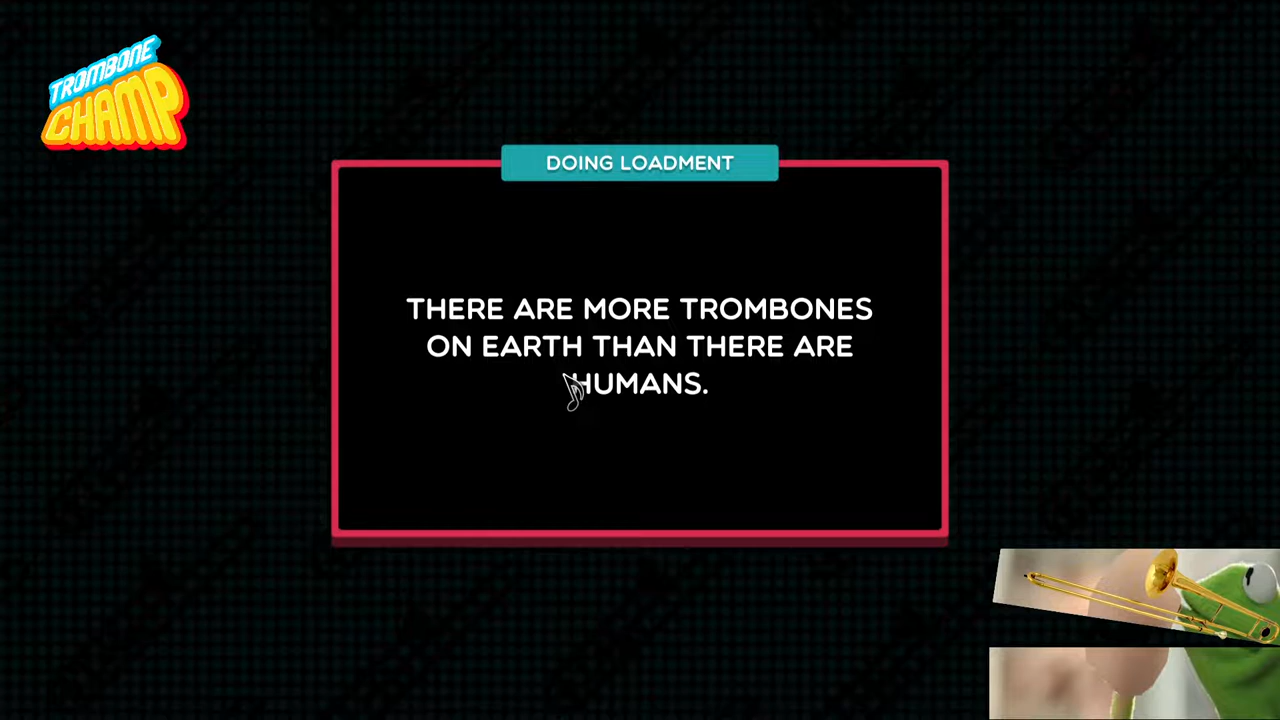 TROMBONE
CHAMP
DOING LOADMENT
THERE ARE MORE TROMBONES
ON EARTH THAN THERE ARE
HUMANS.